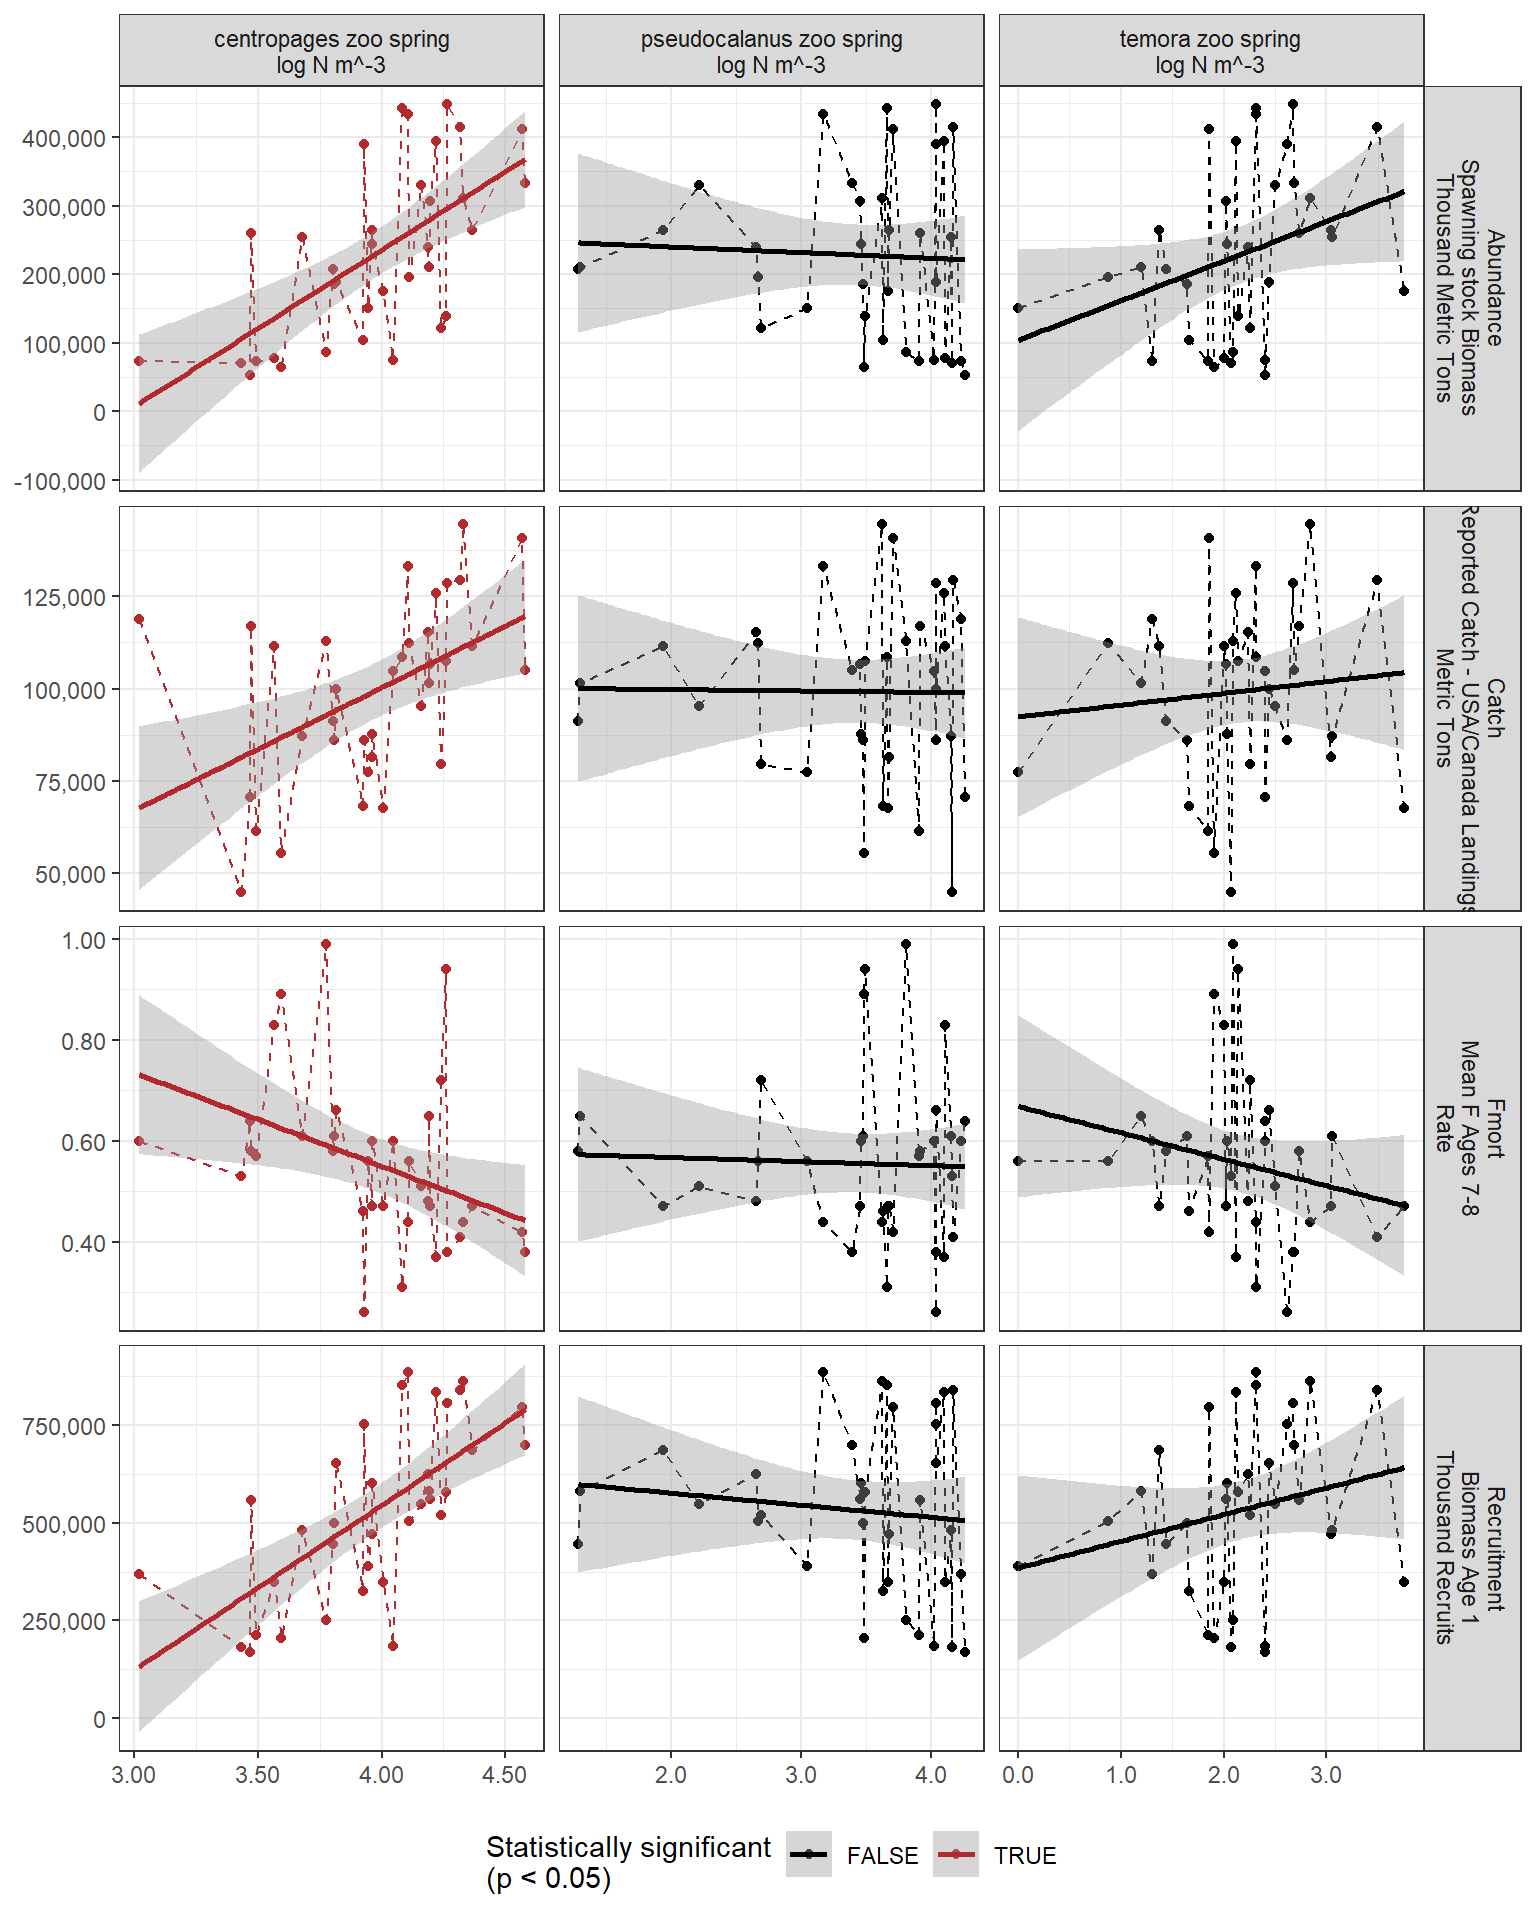 centropages zoo spring
log N m^-3
pseudocalanus zoo spring
log N m^-3
temora zoo spring
log N m^-3
400,000
300,000
200,000
100,000
0
-100,000
Abundance
Spawning stock Biomass
Thousand Metric Tons
125,000
100,000
75,000
50,000
Catch
Reported Catch - USA/Canada Landings
Metric Tons
1.00
0.80
0.60
0.40
Fmort
Mean F Ages 7-8
Rate
750,000
500,000
250,000
0
Recruitment
Biomass Age 1
Thousand Recruits
3.00 3.50 4.00 4.50
2.0 3.0 4.0
0.0 1.0 2.0 3.0
Statistically significant
(p < 0.05)
FALSE
TRUE